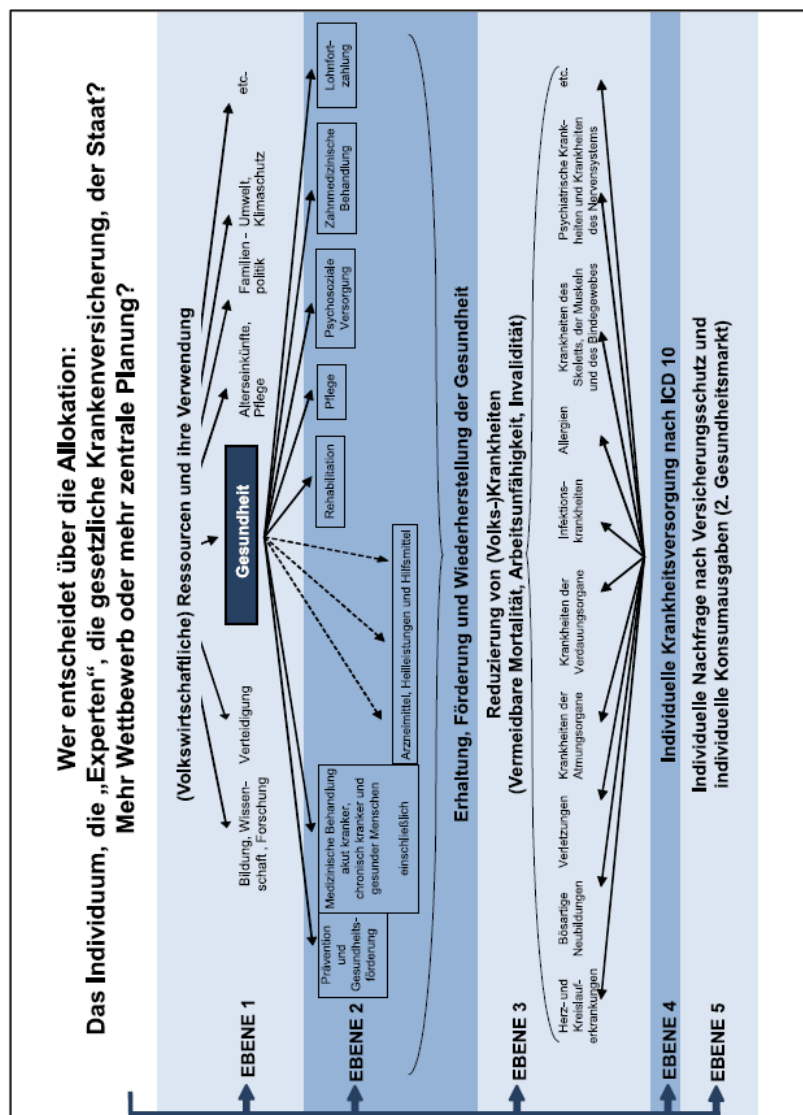 Wer entscheidet über die Allokation:
Das Individuum, die „Experten“, die gesetzliche Krankenversicherung, der Staat?
Mehr Wettbewerb oder mehr zentrale Planung?
EBENE 1
(Volkswirtschaftliche) Ressourcen und ihre Verwendung
Bildung, Wissen-
schaft , Forschung
Verteidigung
Gesundheit
Alterseinkünfte,
Pflege
Familien -
politik
Umwelt,
Klimaschutz
etc.
EBENE 2
Prävention
und
Gesundheits-
förderung
Medizinische Behandlung
akut kranker,
chronisch kranker und
gesunder Menschen
einschließlich
Arzneimittel, Heilleistungen und Hilfsmittel
Rehabilitation
Pflege
Psychosoziale
Versorgung
Zahnmedizinische
Behandlung
Lohnfort-
zahlung
Erhaltung, Förderung und Wiederherstellung der Gesundheit
EBENE 3
Reduzierung von (Volks-)Krankheiten
(Vermeidbare Mortalität, Arbeitsunfähigkeit, Invalidität)
Herz- und
Kreislauf-
erkrankungen
Bösartige
Neubildungen
Verletzungen
Krankheiten der
Atmungsorgane
Krankheiten der
Verdauungsorgane
Infektions-
krankheiten
Allergien
Krankheiten des
Skeletts, der Muskeln
und des Bindegewebes
Psychiatrische Krank-
heiten und Krankheiten
des Nervensystems
etc.
EBENE 4
Individuelle Krankheitsversorgung nach ICD 10
EBENE 5
Individuelle Nachfrage nach Versicherungsschutz und
individuelle Konsumausgaben (2. Gesundheitsmarkt)